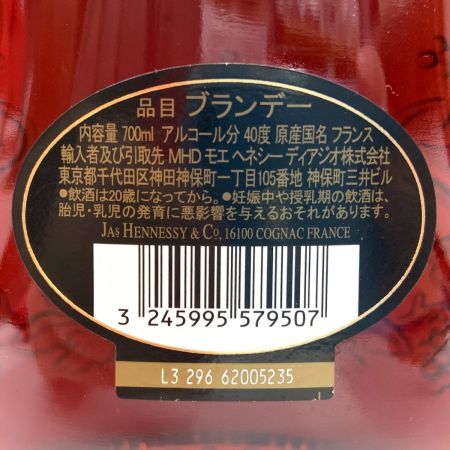 品目 ブランデー
内容量 700ml アルコール分 40度 原産国名 フランス
輸入者及び引取先 MHD モエ ヘネシー ディアジオ株式会社
東京都千代田区神田神保町一丁目105番地 神保町三井ビル
●飲酒は20歳になってから。●妊娠中や授乳期の飲酒は、
胎児・乳児の発育に悪影響を与えるおそれがあります。
JAS HENNESSY & CO, 16100 COGNAC FRANCE
3 245995 579507
L3 296 62005235